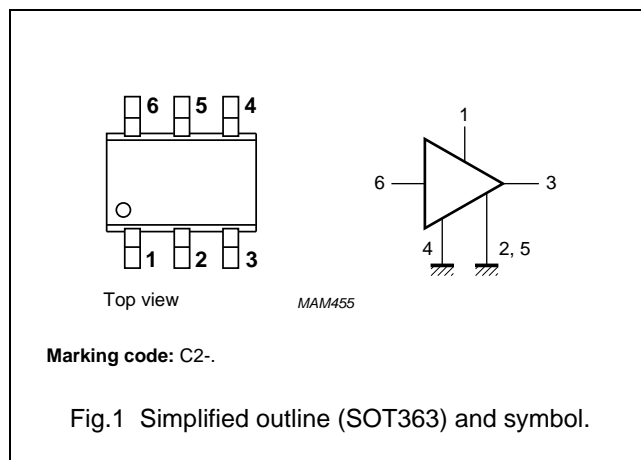 6 5 4
1
6 3
4 2, 5
1 2 3
Top view MAM455
Marking code: C2-.
Fig.1 Simplified outline (SOT363) and symbol.